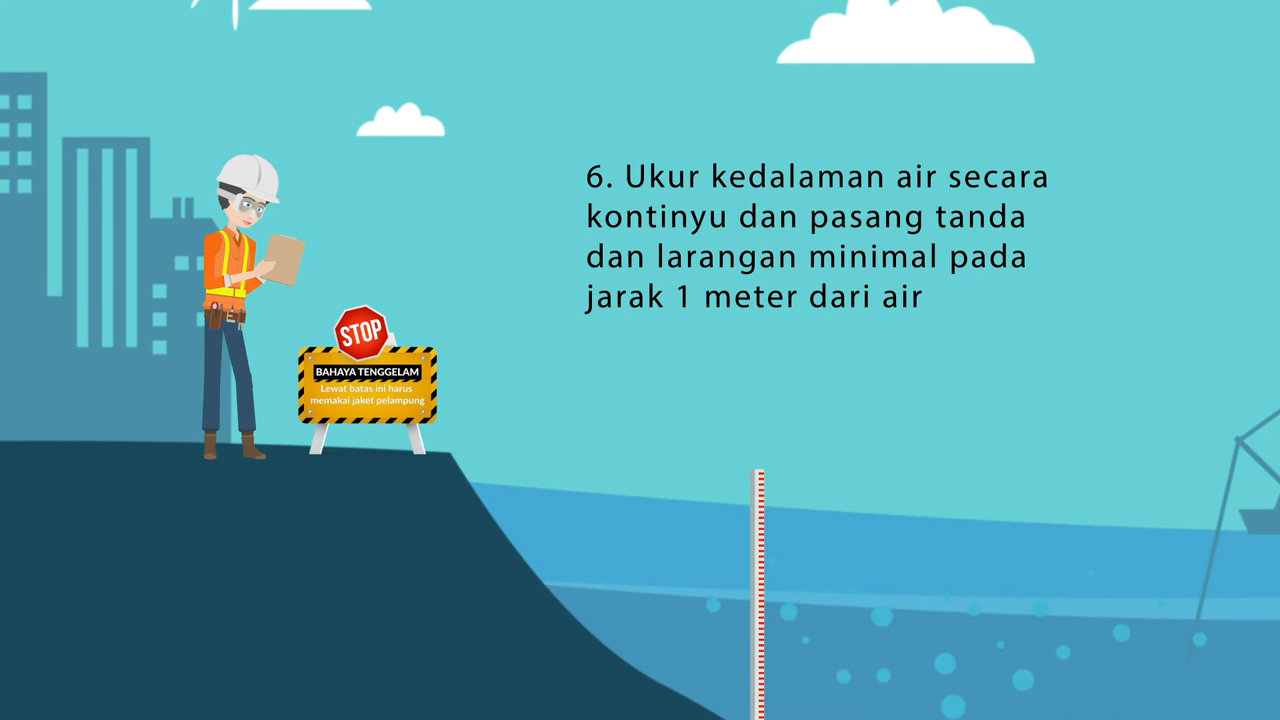 6. Ukur kedalaman air secara
kontinyu dan pasang tanda
dan larangan minimal pada
jarak 1 meter dari air
STOP
BAHAYA TENGGELAM
Lewat batas ini harus
memakai jaket pelampung